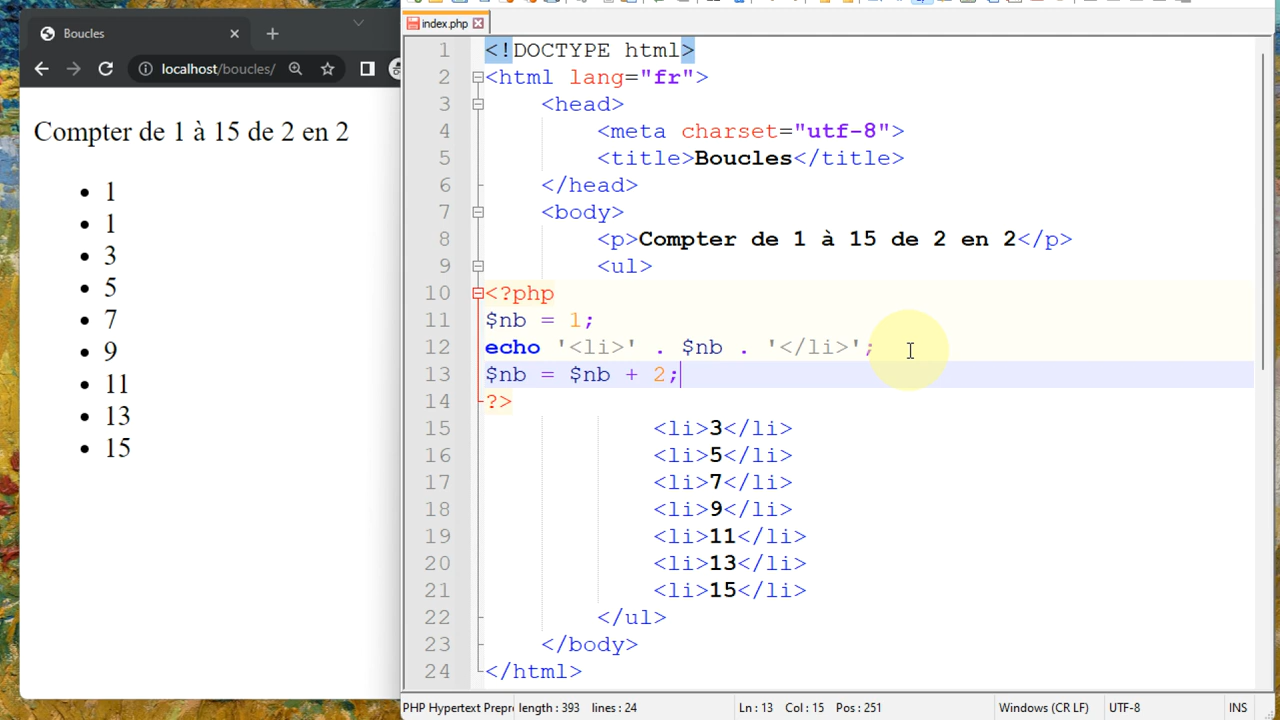 Boucles
localhost/boucles/
Compter de 1 à 15 de 2 en 2
1
1
3
5
7
9
11
13
15
index.php
1 <!DOCTYPE html>
2 <html lang="fr">
3 <head>
4 <meta charset="utf-8">
5 <title>Boucles</title>
6 </head>
7 <body>
8 <p>Compter de 1 à 15 de 2 en 2</p>
9 <ul>
10 <?php
11 $nb = 1;
12 echo '<li>' . $nb . '</li>';
13 $nb = $nb + 2;
14 ?>
15 <li>3</li>
16 <li>5</li>
17 <li>7</li>
18 <li>9</li>
19 <li>11</li>
20 <li>13</li>
21 <li>15</li>
22 </ul>
23 </body>
24 </html>
PHP Hypertext Prepro length : 393 lines : 24 Ln : 13 Col : 15 Pos : 251 Windows (CR LF) UTF-8 INS